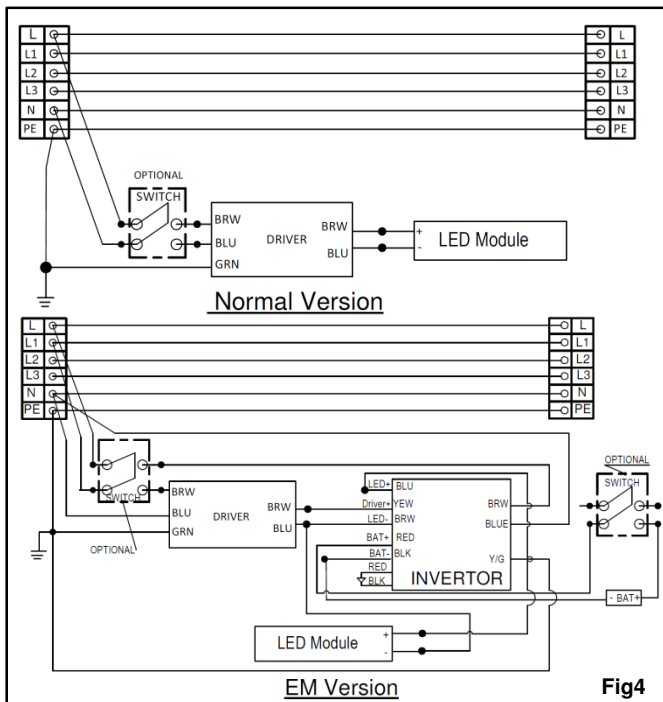 L L
L1 L1
L2 L2
L3 L3
N N
PE PE
OPTIONAL
SWITCH
BRW
BLU
GRN
DRIVER
BRW
BLU
+
-
LED Module
Normal Version
L L
L1 L1
L2 L2
L3 L3
N N
PE PE
SWITCH
OPTIONAL
BRW
BLU
GRN
DRIVER
BRW
BLU
LED+ BLU
Driver+ YEW
LED- BRW
BAT+ RED
BAT- BLK
RED
BLK
BRW
BLUE
Y/G
INVERTOR
OPTIONAL
SWITCH
- BAT+
LED Module
+
-
EM Version
Fig4